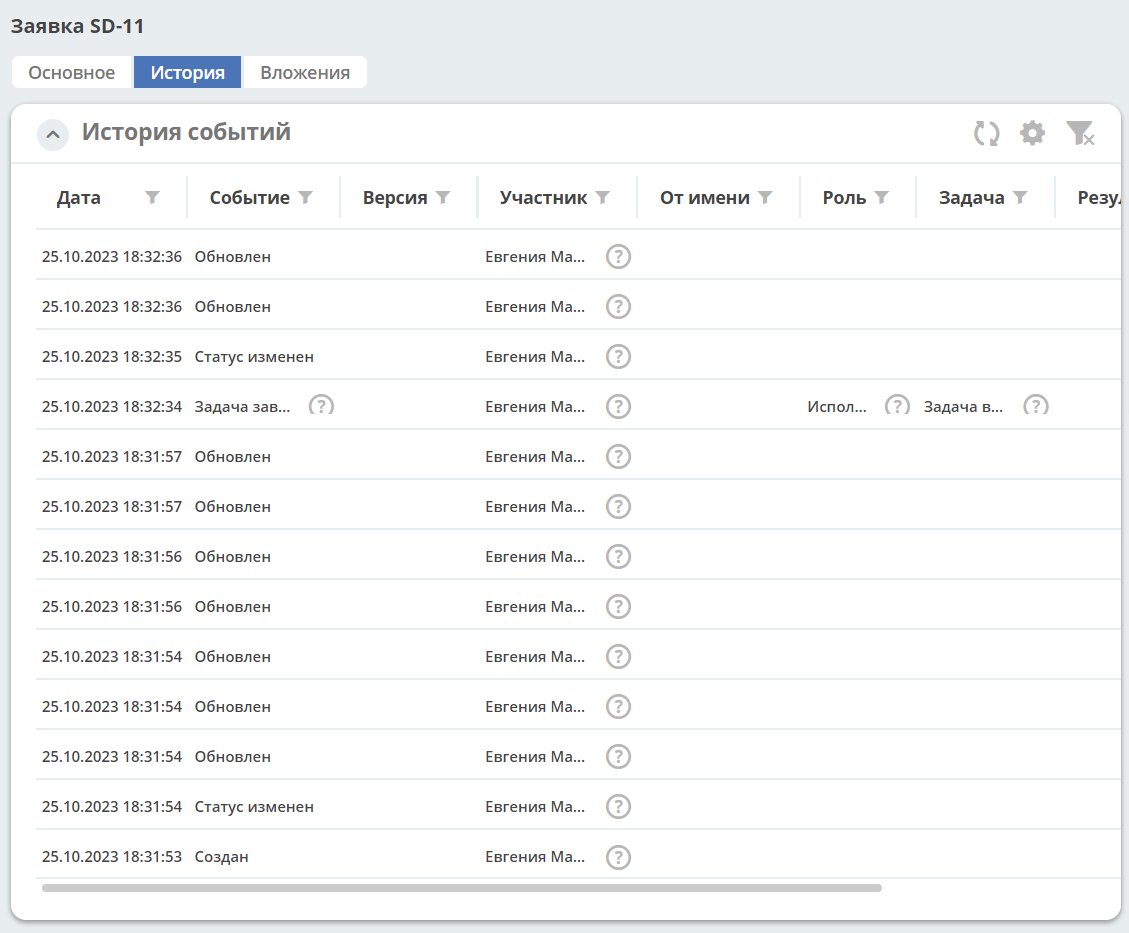 Заявка SD-11
Основное История Вложения
История событий
Дата Событие Версия Участник От имени Роль Задача Резул
25.10.2023 18:32:36 Обновлен Евгения Ма... ?
25.10.2023 18:32:36 Обновлен Евгения Ма... ?
25.10.2023 18:32:35 Статус изменен Евгения Ма... ?
25.10.2023 18:32:34 Задача зав... ? Евгения Ма... ? Испол... ? Задача в... ?
25.10.2023 18:31:57 Обновлен Евгения Ма... ?
25.10.2023 18:31:57 Обновлен Евгения Ма... ?
25.10.2023 18:31:56 Обновлен Евгения Ма... ?
25.10.2023 18:31:56 Обновлен Евгения Ма... ?
25.10.2023 18:31:54 Обновлен Евгения Ма... ?
25.10.2023 18:31:54 Обновлен Евгения Ма... ?
25.10.2023 18:31:54 Обновлен Евгения Ма... ?
25.10.2023 18:31:54 Статус изменен Евгения Ма... ?
25.10.2023 18:31:53 Создан Евгения Ма... ?